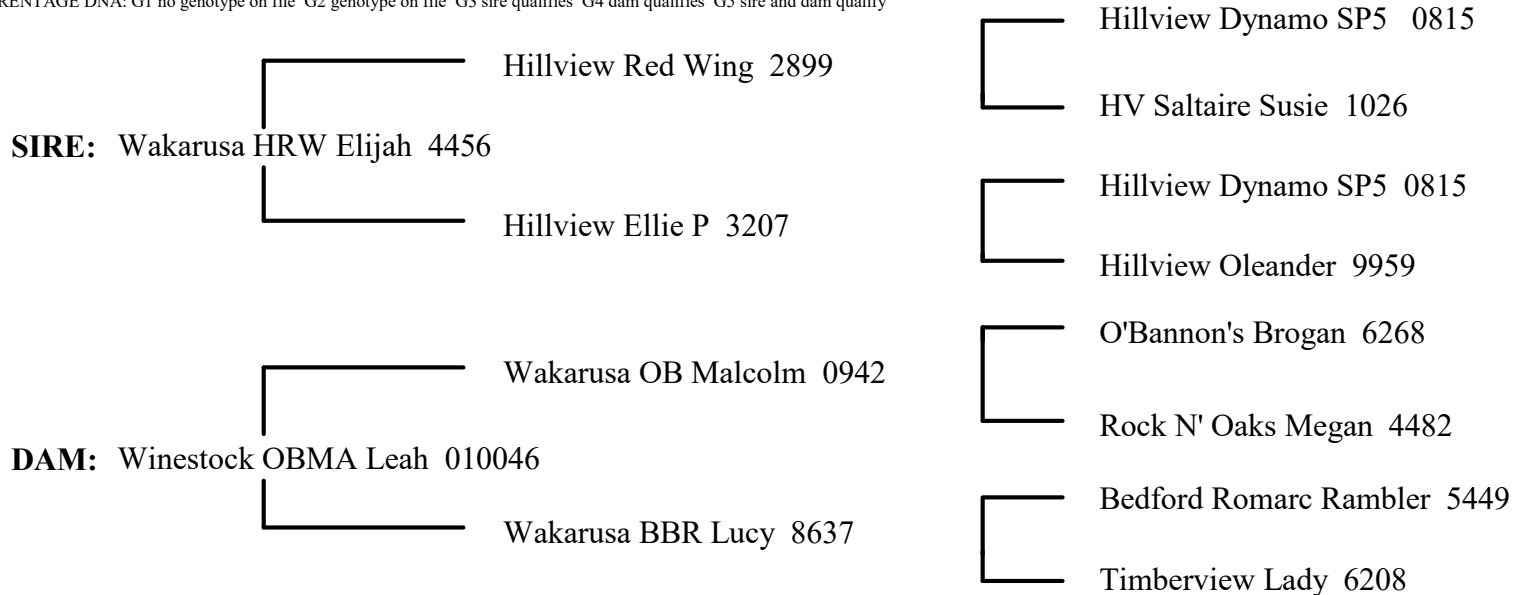 RENTAGE DNA: G1 no genotype on file G2 genotype on file G3 sire qualifies G4 dam qualifies G5 sire and dam qualify
Hillview Dynamo SP5 0815
Hillview Red Wing 2899
HV Saltaire Susie 1026
SIRE: Wakarusa HRW Elijah 4456
Hillview Dynamo SP5 0815
Hillview Ellie P 3207
Hillview Oleander 9959
O'Bannon's Brogan 6268
Wakarusa OB Malcolm 0942
Rock N' Oaks Megan 4482
DAM: Winestock OBMA Leah 010046
Bedford Romarc Rambler 5449
Wakarusa BBR Lucy 8637
Timberview Lady 6208